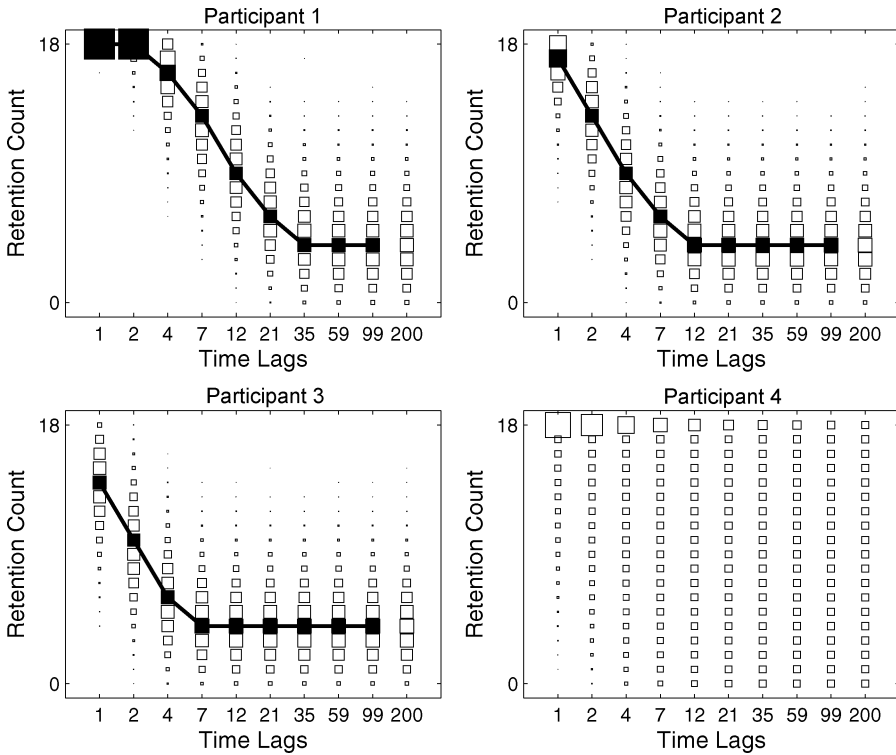 Participant 1
18
Retention Count
0
1 2 4 7 12 21 35 59 99 200
Time Lags
Participant 2
18
Retention Count
0
1 2 4 7 12 21 35 59 99 200
Time Lags
Participant 3
18
Retention Count
0
1 2 4 7 12 21 35 59 99 200
Time Lags
Participant 4
18
Retention Count
0
1 2 4 7 12 21 35 59 99 200
Time Lags